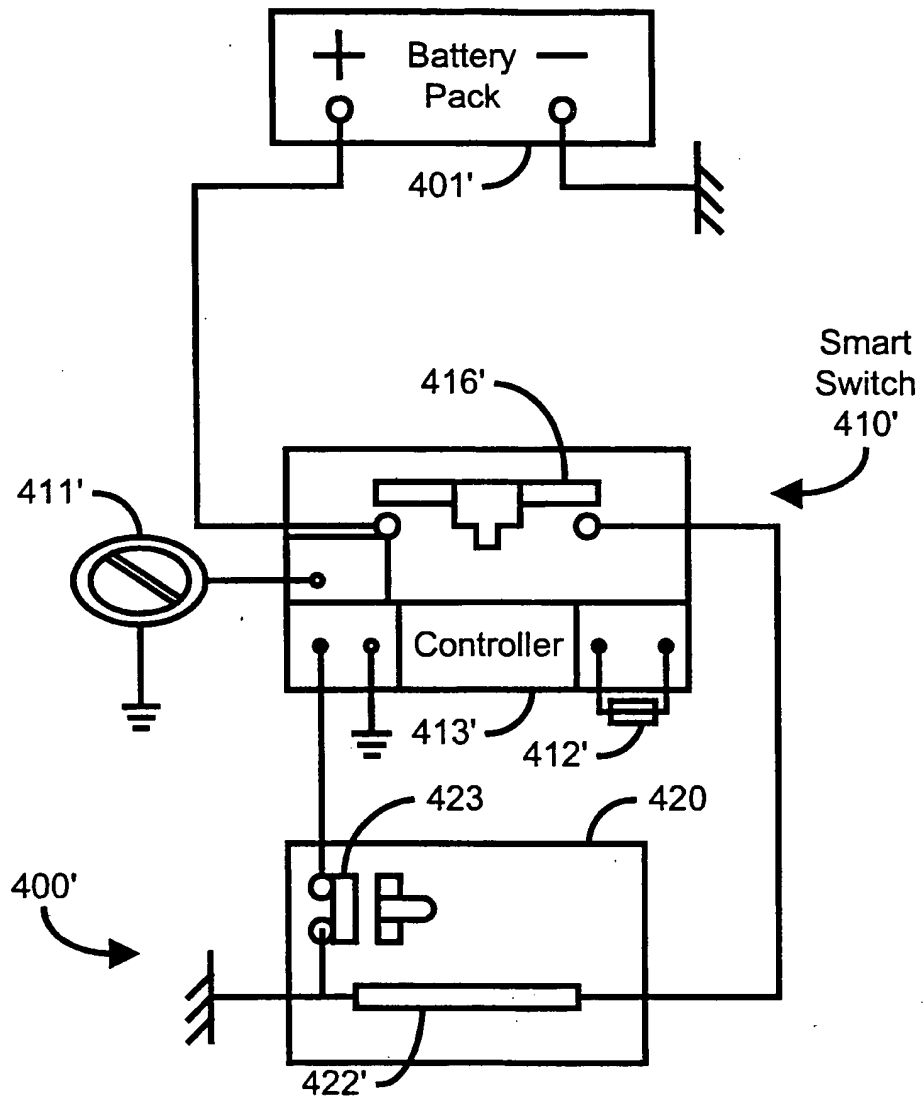 + Battery −
Pack
401'
Smart
Switch
410'
416'
411'
Controller
413'
412'
423
420
400'
422'